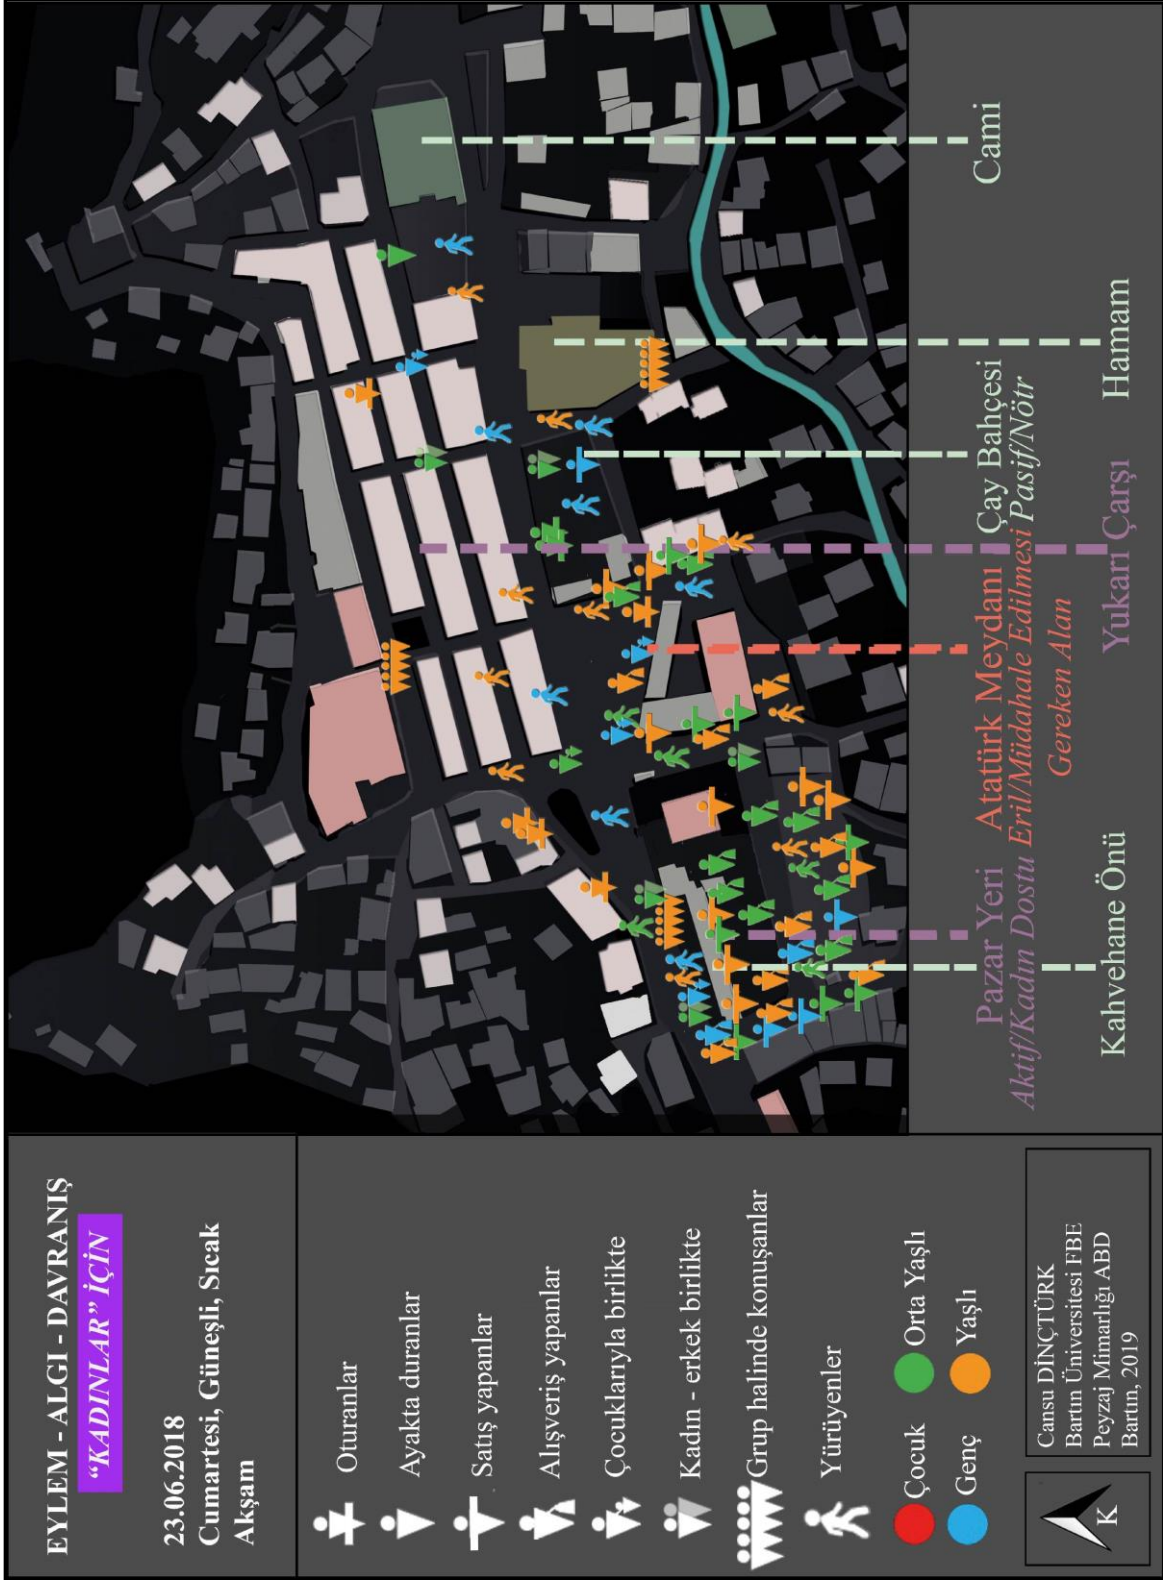 EYLEM - ALGI - DAVRANIŞ
“KADINLAR” İÇİN
23.06.2018
Cumartesi, Güneşli, Sıcak
Akşam
Oturanlar
Ayakta duranlar
Satış yapanlar
Alışveriş yapanlar
Çocuklarıyla birlikte
Kadın - erkek birlikte
Grup halinde konuşanlar
Yürüyenler
Çocuk
Orta Yaşlı
Genç
Yaşlı
K
Cansu DİNÇTÜRK
Bartın Üniversitesi FBE
Peyzaj Mimarlığı ABD
Bartın, 2019
Pazar Yeri Atatürk Meydanı Çay Bahçesi Cami
Aktif/Kadın Dostu Eril/Müdahale Edilmesi Pasif/Nötr
Gereken Alan
Kahvehane Önü Yukarı Çarşı Hamam